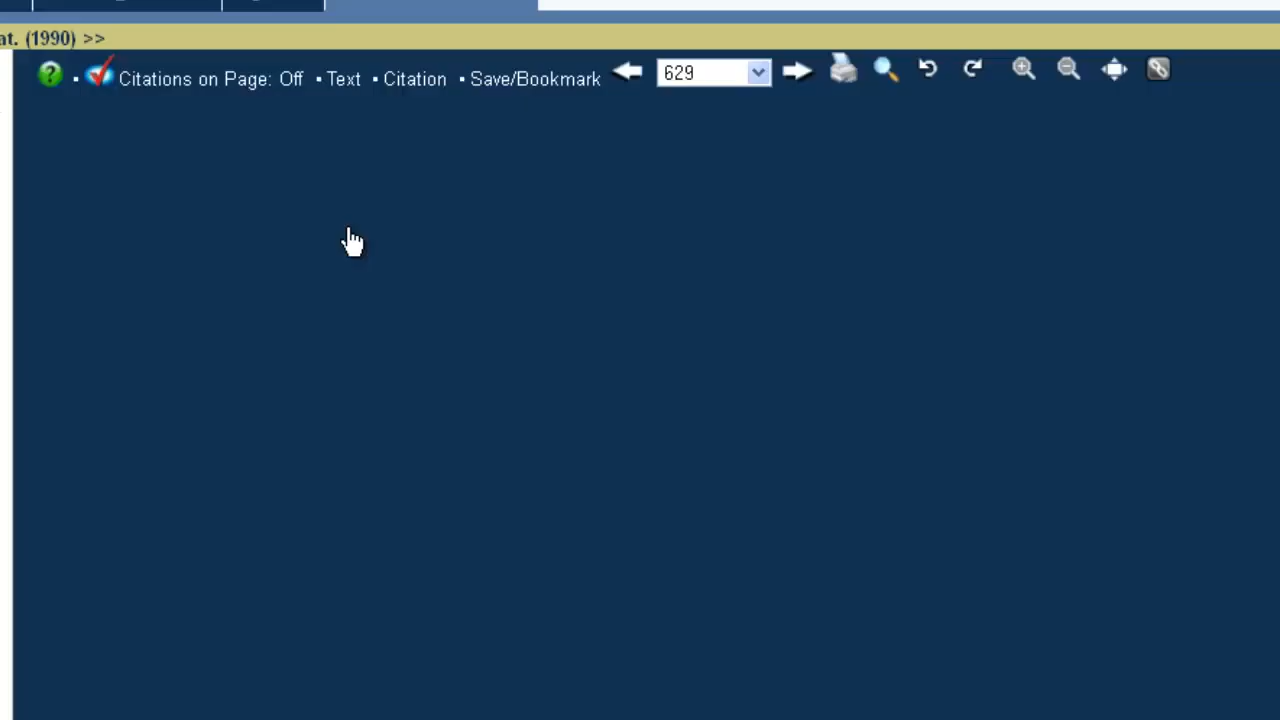 at. (1990) >>
? ▪ Citations on Page: Off ▪ Text ▪ Citation ▪ Save/Bookmark 629